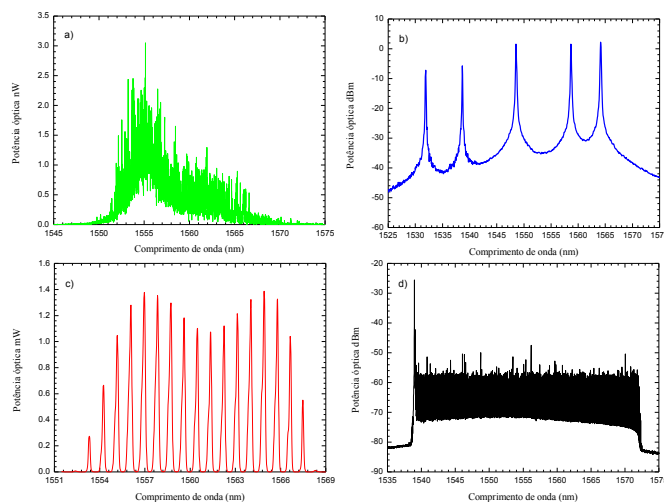 a)
3.5
3.0
2.5
2.0
1.5
1.0
0.5
0.0
Potência óptica nW
1545 1550 1555 1560 1565 1570 1575
Comprimento de onda (nm)
b)
10
0
-10
-20
-30
-40
-50
-60
Potência óptica dBm
1525 1530 1535 1540 1545 1550 1555 1560 1565 1570 157
Comprimento de onda (nm)
c)
1.6
1.4
1.2
1.0
0.8
0.6
0.4
0.2
0.0
Potência óptica mW
1551 1554 1557 1560 1563 1566 1569
Comprimento de onda (nm)
d)
-20
-30
-40
-50
-60
-70
-80
-90
Potência óptica dBm
1535 1540 1545 1550 1555 1560 1565 1570 157
Comprimento de onda (nm)